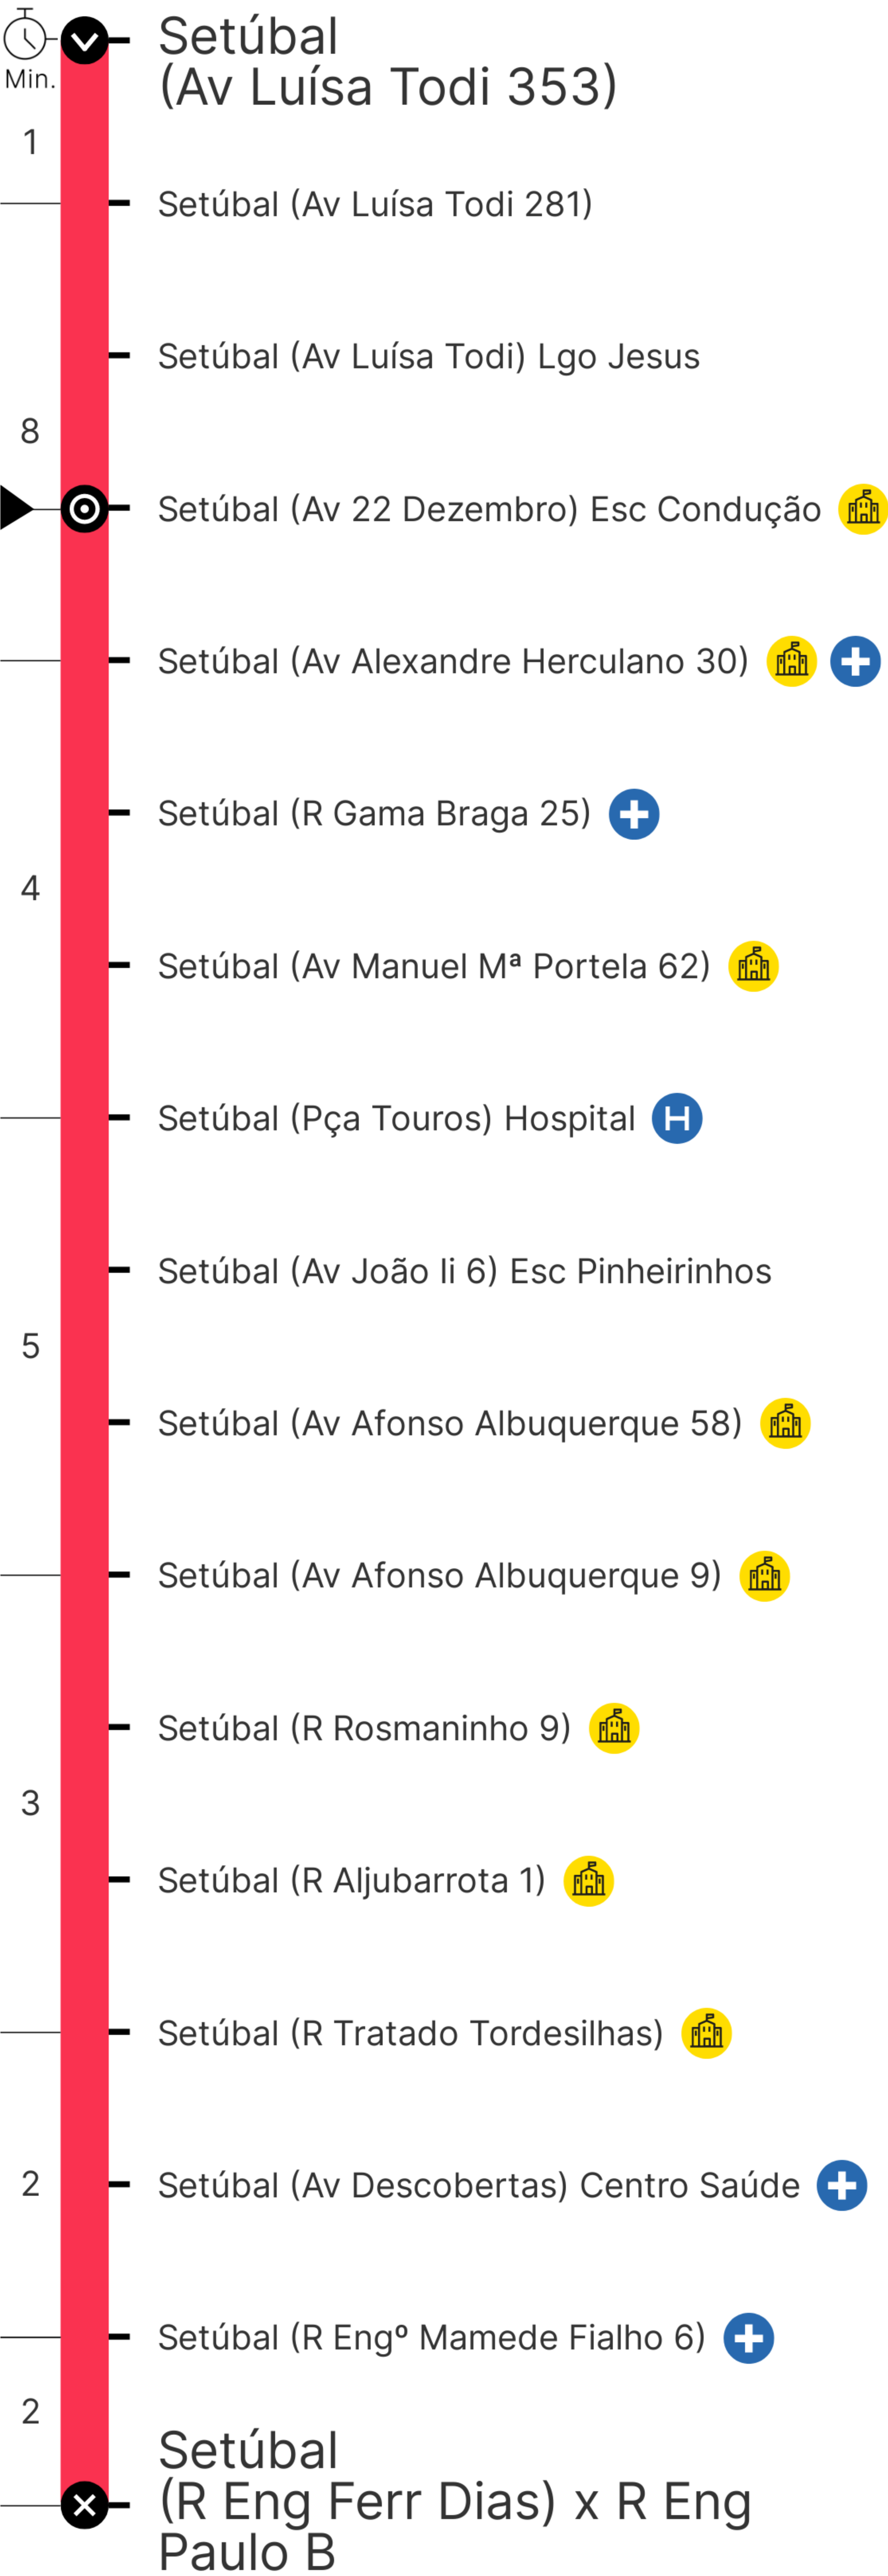 Min.
Setúbal
(Av Luísa Todi 353)
1
Setúbal (Av Luísa Todi 281)
Setúbal (Av Luísa Todi) Lgo Jesus
8
Setúbal (Av 22 Dezembro) Esc Condução
Setúbal (Av Alexandre Herculano 30)
Setúbal (R Gama Braga 25)
4
Setúbal (Av Manuel Mª Portela 62)
Setúbal (Pça Touros) Hospital H
Setúbal (Av João Ii 6) Esc Pinheirinhos
5
Setúbal (Av Afonso Albuquerque 58)
Setúbal (Av Afonso Albuquerque 9)
Setúbal (R Rosmaninho 9)
3
Setúbal (R Aljubarrota 1)
Setúbal (R Tratado Tordesilhas)
2 Setúbal (Av Descobertas) Centro Saúde
Setúbal (R Engº Mamede Fialho 6)
2
Setúbal
(R Eng Ferr Dias) x R Eng
Paulo B